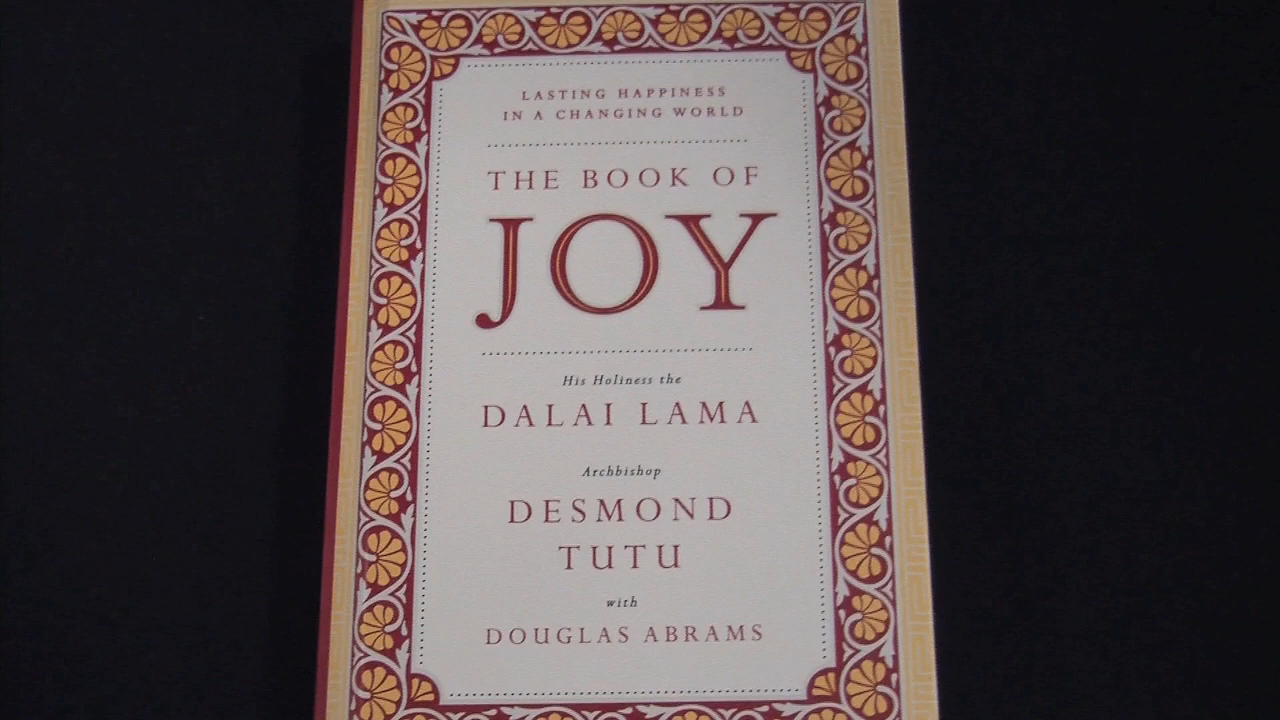 LASTING HAPPINESS
IN A CHANGING WORLD
THE BOOK OF
JOY
His Holiness the
DALAI LAMA
Archbishop
DESMOND
TUTU
with
DOUGLAS ABRAMS